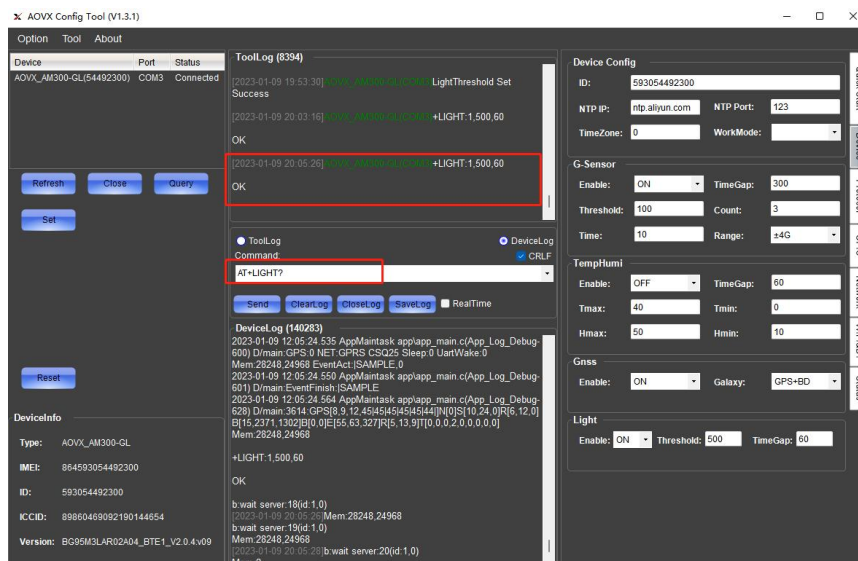 AOVX Config Tool (V1.3.1)
Option Tool About
Device Port Status
AOVX_AM300-GL(54492300) COM3 Connected
Refresh Close Query
Set
Reset
DeviceInfo
Type: AOVX_AM300-GL
IMEI: 864593054492300
ID: 593054492300
ICCID: 89860469092190144654
Version: BG95M3LAR02A04_BTE1_V2.0.4:v09
ToolLog (8394)
[2023-01-09 19:53:30]AOVX_AM300-GL(COM3) LightThreshold Set
Success
[2023-01-09 20:03:16]AOVX_AM300-GL(COM3) +LIGHT:1,500,60
OK
[2023-01-09 20:05:26]AOVX_AM300-GL(COM3) +LIGHT:1,500,60
OK
ToolLog DeviceLog
Command: CRLF
AT+LIGHT?
Send ClearLog CloseLog SaveLog RealTime
DeviceLog (140283)
2023-01-09 12:05:24.535 AppMaintask app\app_main.c(App_Log_Debug-
600) D/main:GPS:0 NET:GPRS CSQ25 Sleep:0 UartWake:0
Mem:28248,24968 EventAct:|SAMPLE,0
2023-01-09 12:05:24.550 AppMaintask app\app_main.c(App_Log_Debug-
601) D/main:EventFinish:|SAMPLE
2023-01-09 12:05:24.564 AppMaintask app\app_main.c(App_Log_Debug-
628) D/main:3614:GPS[8,9,12,45|45|45|45|45|44|]N[0]S[10,24,0]R[6,12,0]
B[15,2371,1302]B[0,0]E[55,63,327]R[5,13,9]T[0,0,0,2,0,0,0,0,0]
Mem:28248,24968
+LIGHT:1,500,60
OK
b:wait server:18(id:1,0)
[2023-01-09 20:05:26]Mem:28248,24968
b:wait server:19(id:1,0)
Mem:28248,24968
[2023-01-09 20:05:28]b:wait server:20(id:1,0)
Device Config
ID: 593054492300
NTP IP: ntp.aliyun.com NTP Port: 123
TimeZone: 0 WorkMode:
G-Sensor
Enable: ON TimeGap: 300
Threshold: 100 Count: 3
Time: 10 Range: ±4G
TempHumi
Enable: OFF TimeGap: 60
Tmax: 40 Tmin: 0
Hmax: 50 Hmin: 10
Gnss
Enable: ON Galaxy: GPS+BD
Light
Enable: ON Threshold: 500 TimeGap: 60